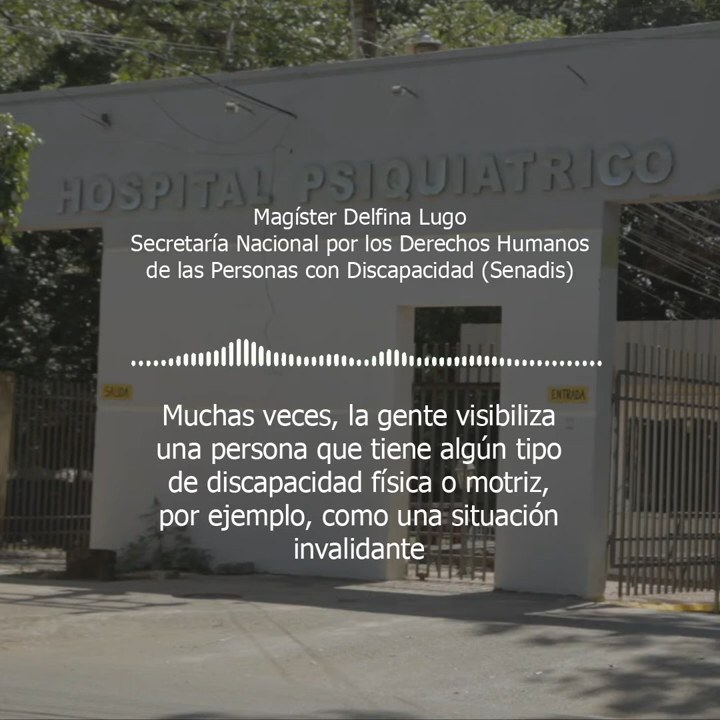 HOSPITAL PSIQUIATRICO
Magíster Delfina Lugo
Secretaría Nacional por los Derechos Humanos
de las Personas con Discapacidad (Senadis)
SALIDA
ENTRADA
Muchas veces, la gente visibiliza
una persona que tiene algún tipo
de discapacidad física o motriz,
por ejemplo, como una situación
invalidante